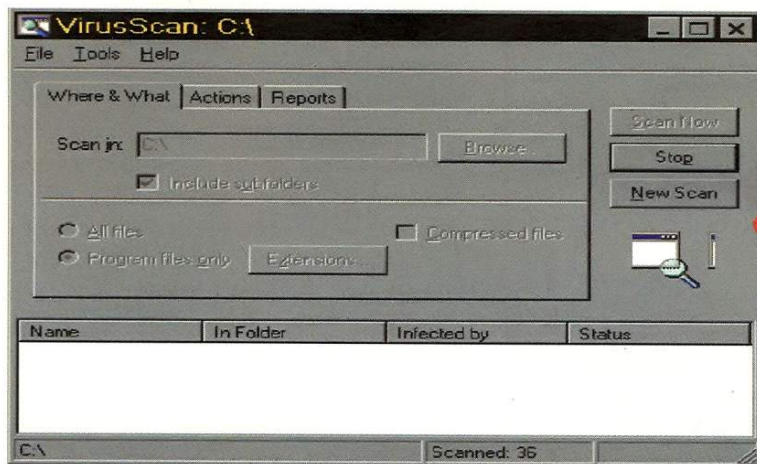 VirusScan: C:\
File Tools Help
Where & What Actions Reports
Scan in: C:\ Browse...
Include subfolders
All files
Program files only Extensions...
Compressed files
Scan Now
Stop
New Scan
Name In Folder Infected by Status
C:\ Scanned: 36